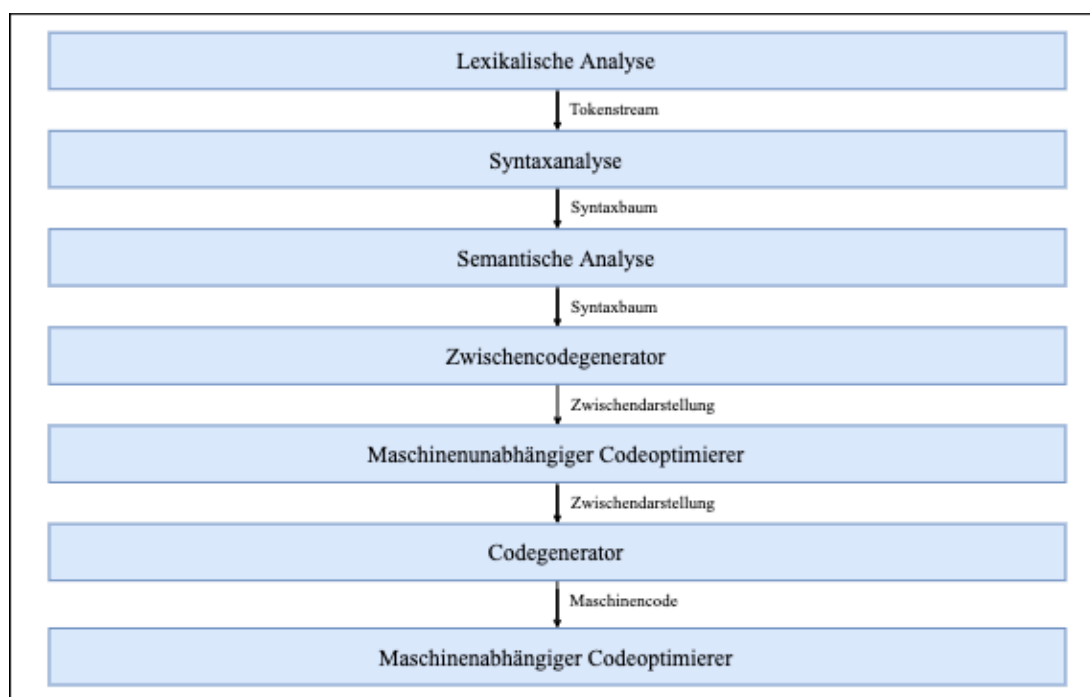 Lexikalische Analyse
Tokenstream
Syntaxanalyse
Syntaxbaum
Semantische Analyse
Syntaxbaum
Zwischencodegenerator
Zwischendarstellung
Maschinenunabhängiger Codeoptimierer
Zwischendarstellung
Codegenerator
Maschinencode
Maschinenabhängiger Codeoptimierer